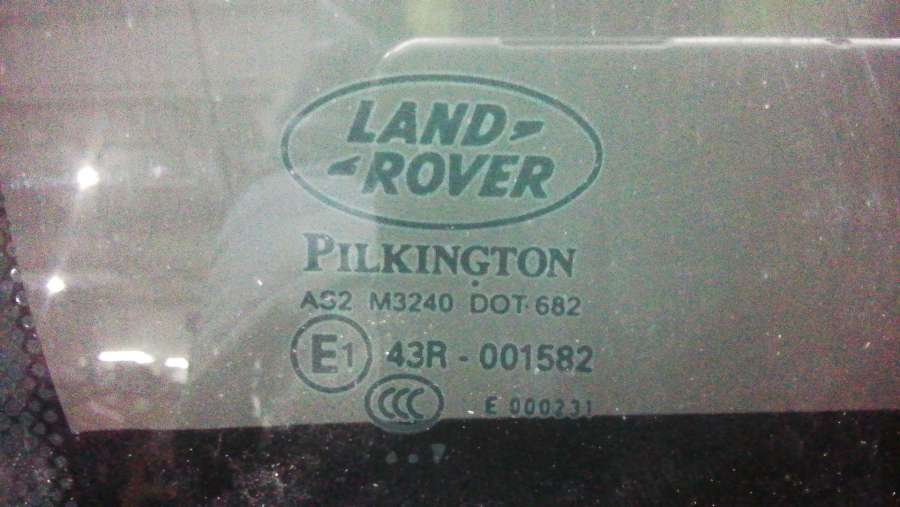 LAND
ROVER
PILKINGTON
AS2 M3240 DOT·682
E1 43R - 001582
CCC E 000231